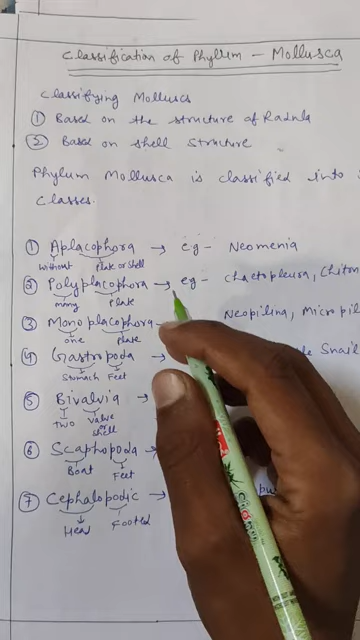 Classification of Phylum - Mollusca
Classifying Molluscs
① Based on the structure of Radula
② Based on shell structure
Phylum Mollusca is classified into
Classes.
① Aplacophora → eg - Neomenia
without Plate or shell
② Polyplacophora → eg - Chaetopleura, Chiton
many Plate
③ Monoplacophora Neopilina,
one Plate
④ Gastropoda Snail
Stomach Feet
⑤ Bivalvia →
Two Valve or shell
⑥ Scaphopoda
Boat Feet
⑦ Cephalopodic →
Head Footed